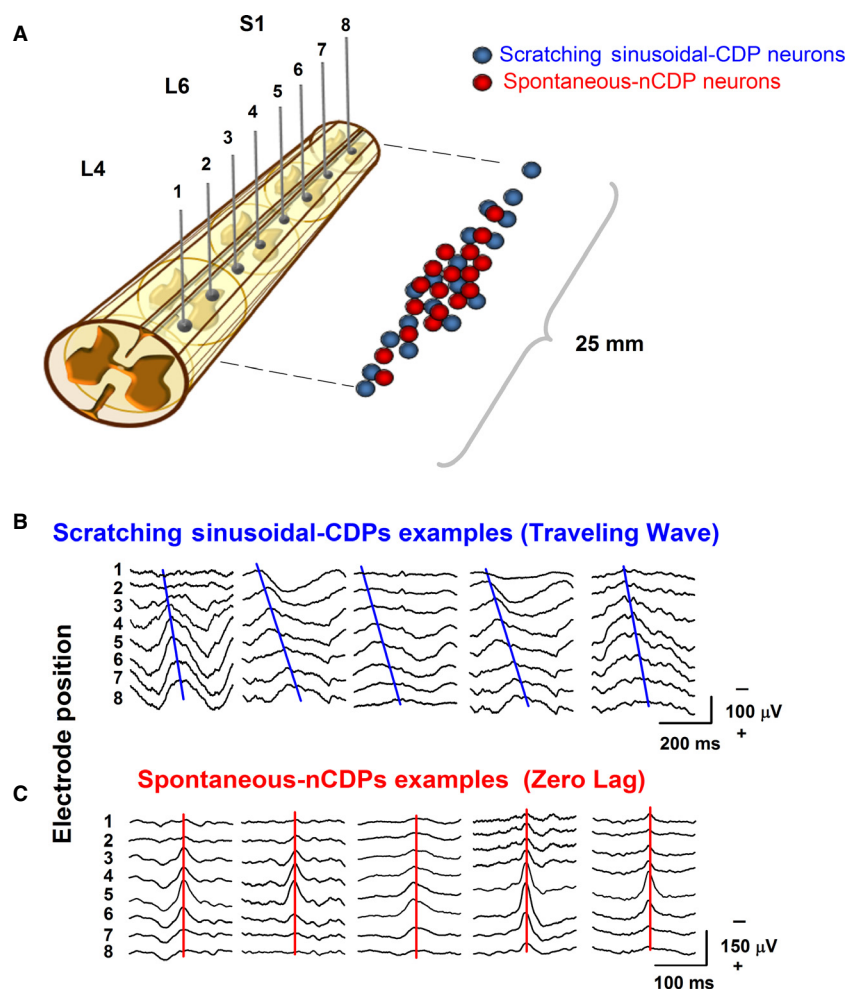 A
S1
L6
L4
1
2
3
4
5
6
7
8
Scratching sinusoidal-CDP neurons
Spontaneous-nCDP neurons
25 mm
B
Scratching sinusoidal-CDPs examples (Traveling Wave)
Electrode position
1
2
3
4
5
6
7
8
−
100 μV
+
200 ms
C
Spontaneous-nCDPs examples (Zero Lag)
1
2
3
4
5
6
7
8
−
150 μV
+
100 ms